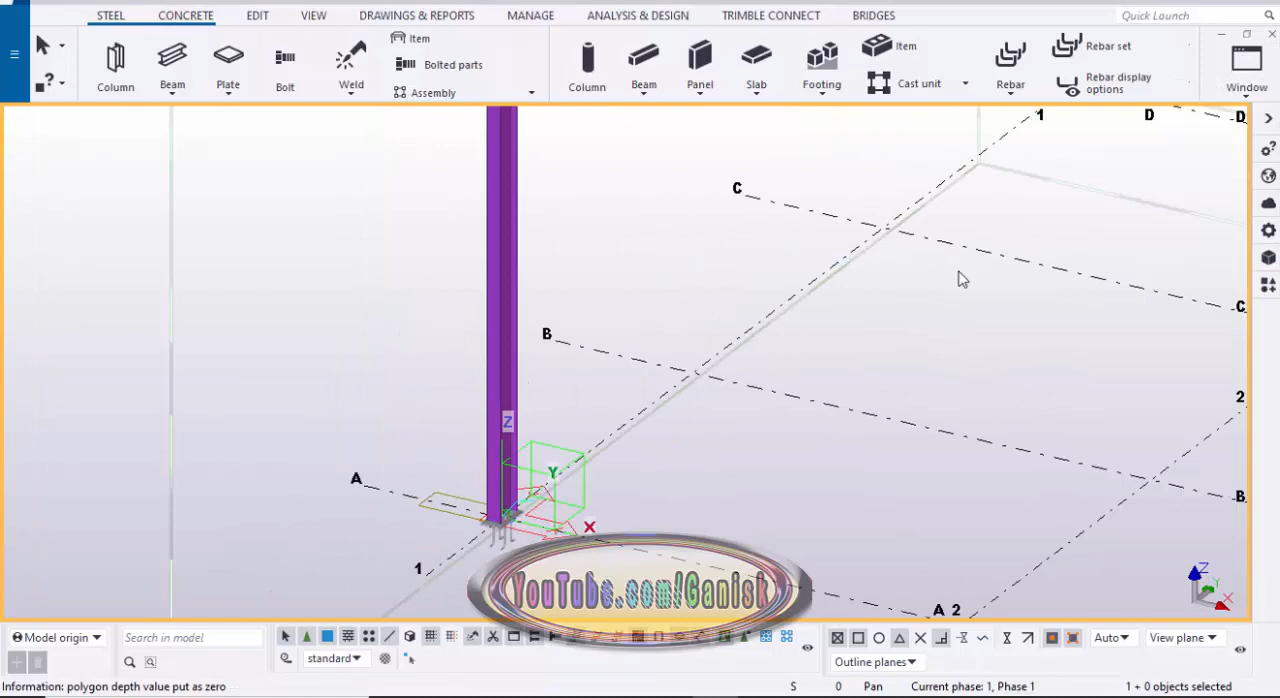 STEEL CONCRETE EDIT VIEW DRAWINGS & REPORTS MANAGE ANALYSIS & DESIGN TRIMBLE CONNECT BRIDGES Quick Launch
Column Beam Plate Bolt Weld
Item
Bolted parts
Assembly
Column Beam Panel Slab Footing
Item
Cast unit
Rebar
Rebar set
Rebar display options
Window
1 D D
C
C
B
2
Z
Y
A
B
X
1
YouTube.com/Ganisk
A 2
Z
Y
X
Model origin Search in model
standard
Auto View plane
Outline planes
Information: polygon depth value put as zero S 0 Pan Current phase: 1, Phase 1 1 + 0 objects selected